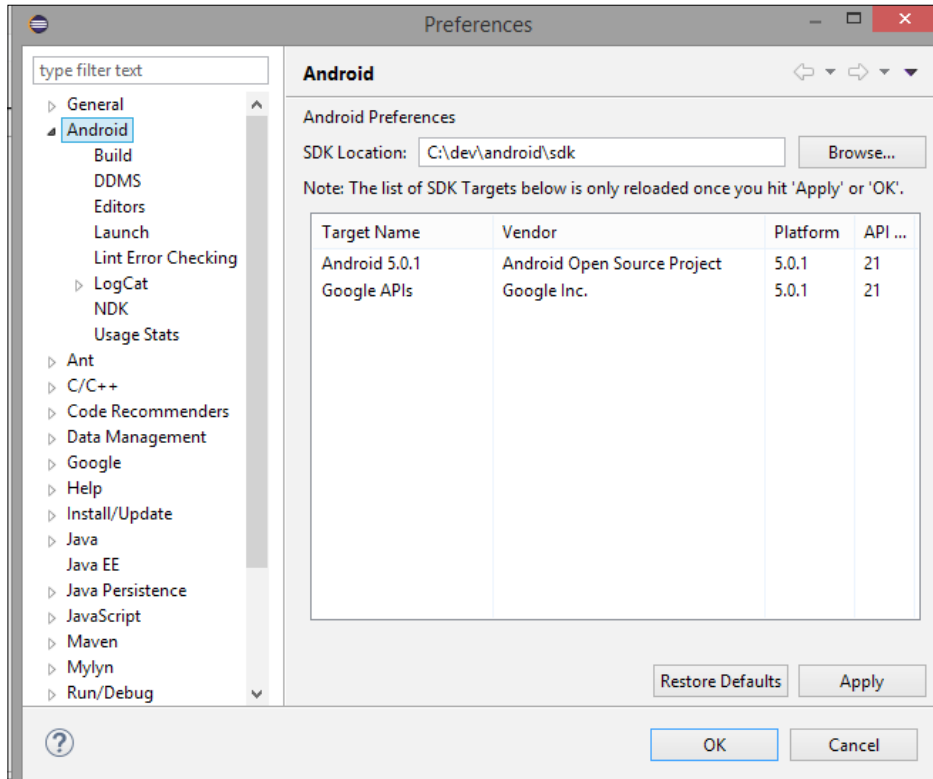 Preferences
type filter text
General
Android
Build
DDMS
Editors
Launch
Lint Error Checking
LogCat
NDK
Usage Stats
Ant
C/C++
Code Recommenders
Data Management
Google
Help
Install/Update
Java
Java EE
Java Persistence
JavaScript
Maven
Mylyn
Run/Debug
Android
Android Preferences
SDK Location: C:\dev\android\sdk Browse...
Note: The list of SDK Targets below is only reloaded once you hit 'Apply' or 'OK'.
Target Name Vendor Platform API ...
Android 5.0.1 Android Open Source Project 5.0.1 21
Google APIs Google Inc. 5.0.1 21
Restore Defaults Apply
OK Cancel